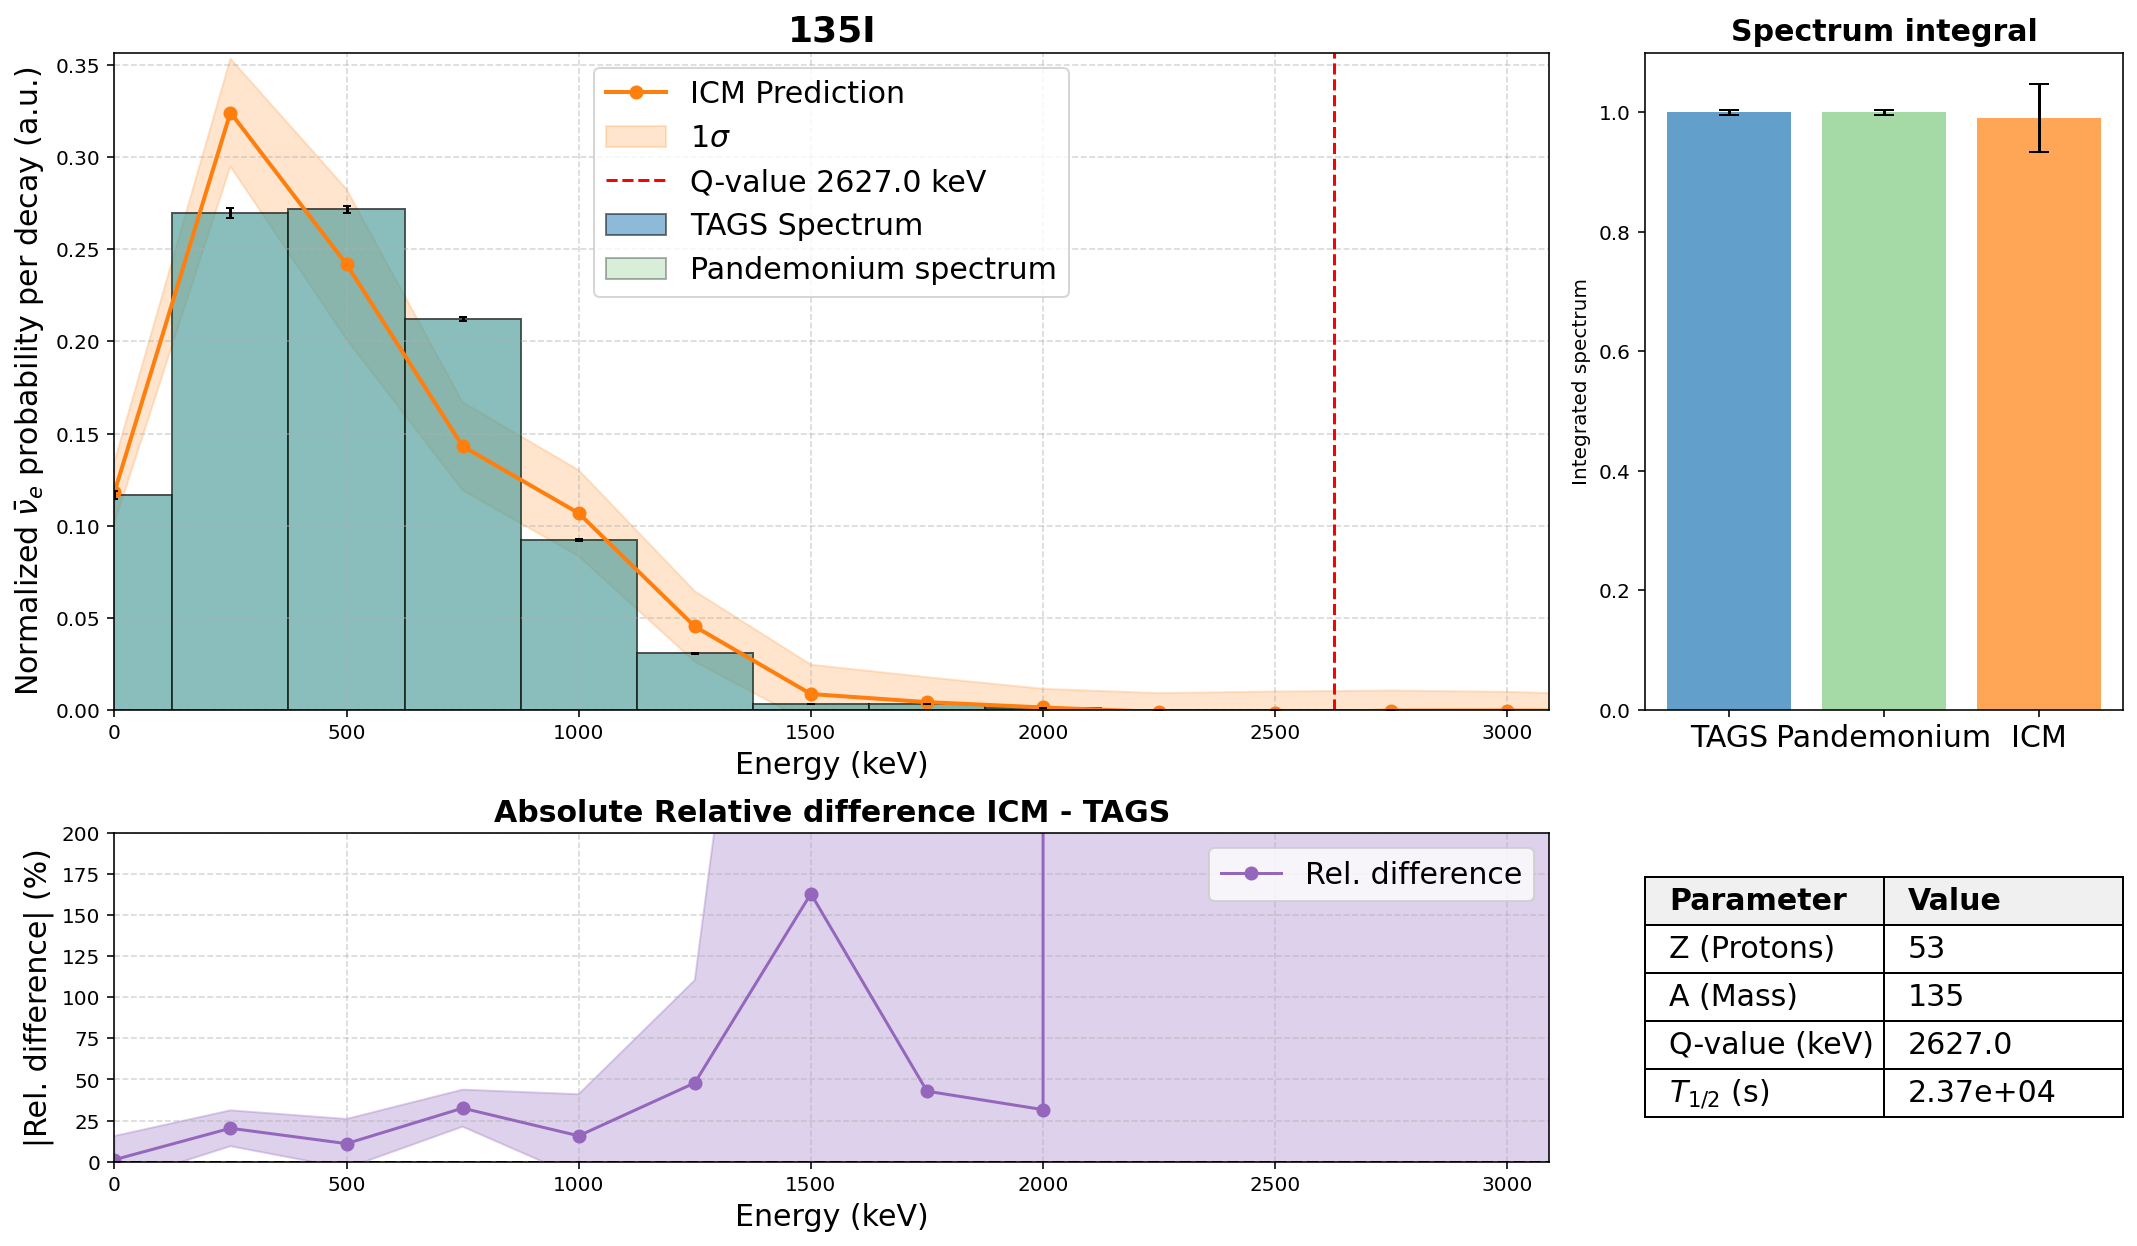 135I
Normalized ν̄e probability per decay (a.u.)
0.35
0.30
0.25
0.20
0.15
0.10
0.05
0.00
ICM Prediction
1σ
Q-value 2627.0 keV
TAGS Spectrum
Pandemonium spectrum
0 500 1000 1500 2000 2500 3000
Energy (keV)
Spectrum integral
Integrated spectrum
1.0
0.8
0.6
0.4
0.2
0.0
TAGS Pandemonium ICM
Absolute Relative difference ICM - TAGS
|Rel. difference| (%)
200
175
150
125
100
75
50
25
0
Rel. difference
0 500 1000 1500 2000 2500 3000
Energy (keV)
Parameter Value
Z (Protons) 53
A (Mass) 135
Q-value (keV) 2627.0
T1/2 (s) 2.37e+04